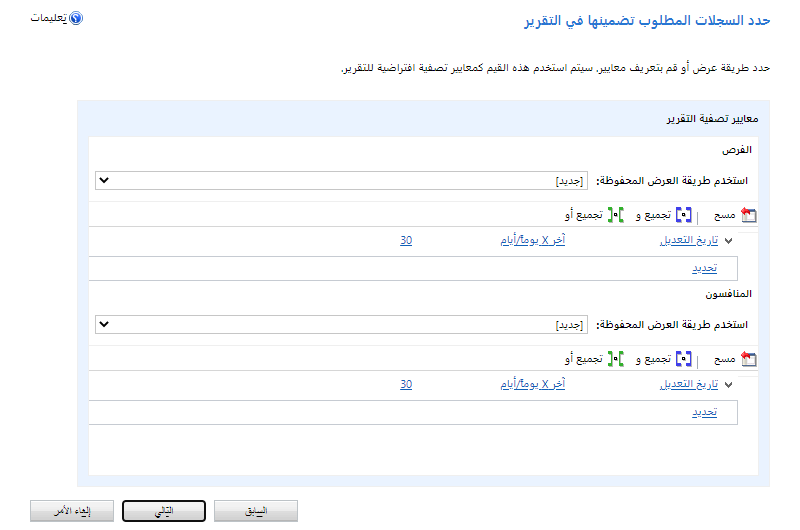 حدد السجلات المطلوب تضمينها في التقرير
تعليمات
حدد طريقة عرض أو قم بتعريف معايير. سيتم استخدم هذه القيم كمعايير تصفية افتراضية للتقرير.
معايير تصفية التقرير
الفرص
استخدم طريقة العرض المحفوظة: [جديد]
مسح تجميع و تجميع أو
تاريخ التعديل آخر X يومًا/أيام 30
تحديد
المنافسون
استخدم طريقة العرض المحفوظة: [جديد]
مسح تجميع و تجميع أو
تاريخ التعديل آخر X يومًا/أيام 30
تحديد
السابق التالي إلغاء الأمر